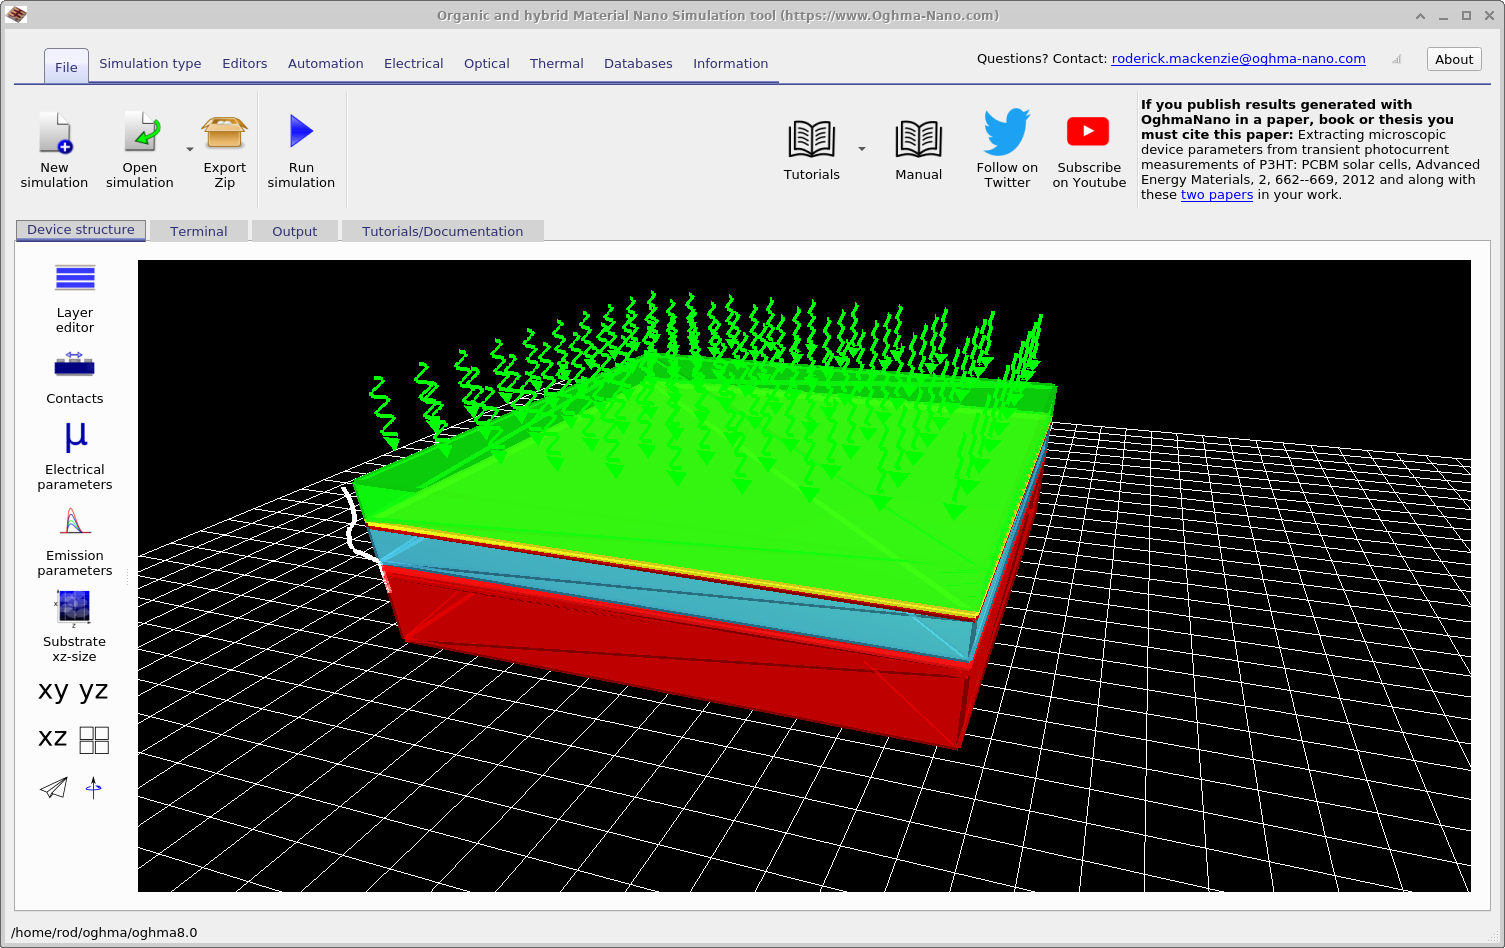 Organic and hybrid Material Nano Simulation tool (https://www.Oghma-Nano.com)
File
Simulation type
Editors
Automation
Electrical
Optical
Thermal
Databases
Information
Questions? Contact: roderick.mackenzie@oghma-nano.com
About
New
simulation
Open
simulation
Export
Zip
Run
simulation
Tutorials
Manual
Follow on
Twitter
Subscribe
on Youtube
If you publish results generated with
OghmaNano in a paper, book or thesis you
must cite this paper: Extracting microscopic
device parameters from transient photocurrent
measurements of P3HT: PCBM solar cells, Advanced
Energy Materials, 2, 662--669, 2012 and along with
these two papers in your work.
Device structure
Terminal
Output
Tutorials/Documentation
Layer
editor
Contacts
μ
Electrical
parameters
Emission
parameters
x
z
Substrate
xz-size
xy yz
xz
/home/rod/oghma/oghma8.0